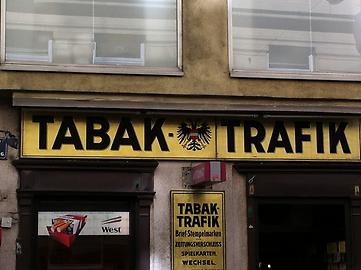 TABAK-TRAFIK
TABAK-
TRAFIK
Brief-Stempelmarken
ZEITUNGSVERSCHLEISS
SPIELKARTEN.
WECHSEL.
West